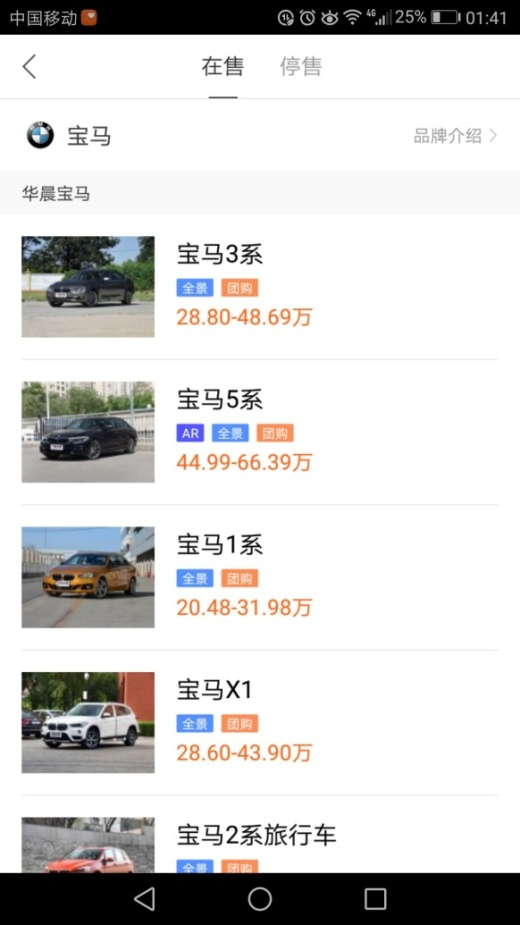 中国移动 4G 25% 01:41
在售 停售
宝马 品牌介绍
华晨宝马
宝马3系
全景 团购
28.80-48.69万
宝马5系
AR 全景 团购
44.99-66.39万
宝马1系
全景 团购
20.48-31.98万
宝马X1
全景 团购
28.60-43.90万
宝马2系旅行车
全景 团购